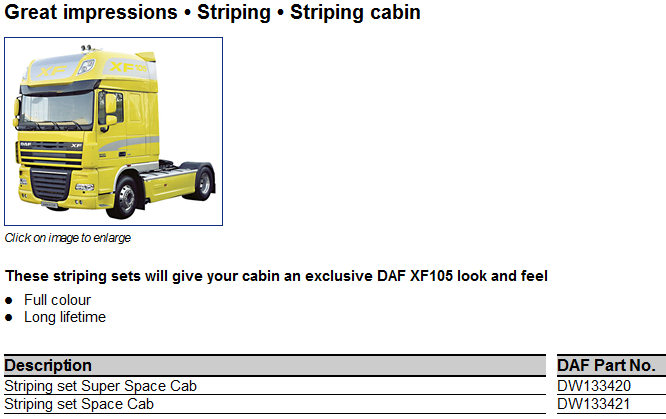 Great impressions • Striping • Striping cabin
XF
XF105
DAF
XF
Click on image to enlarge
These striping sets will give your cabin an exclusive DAF XF105 look and feel
● Full colour
● Long lifetime
Description DAF Part No.
Striping set Super Space Cab DW133420
Striping set Space Cab DW133421